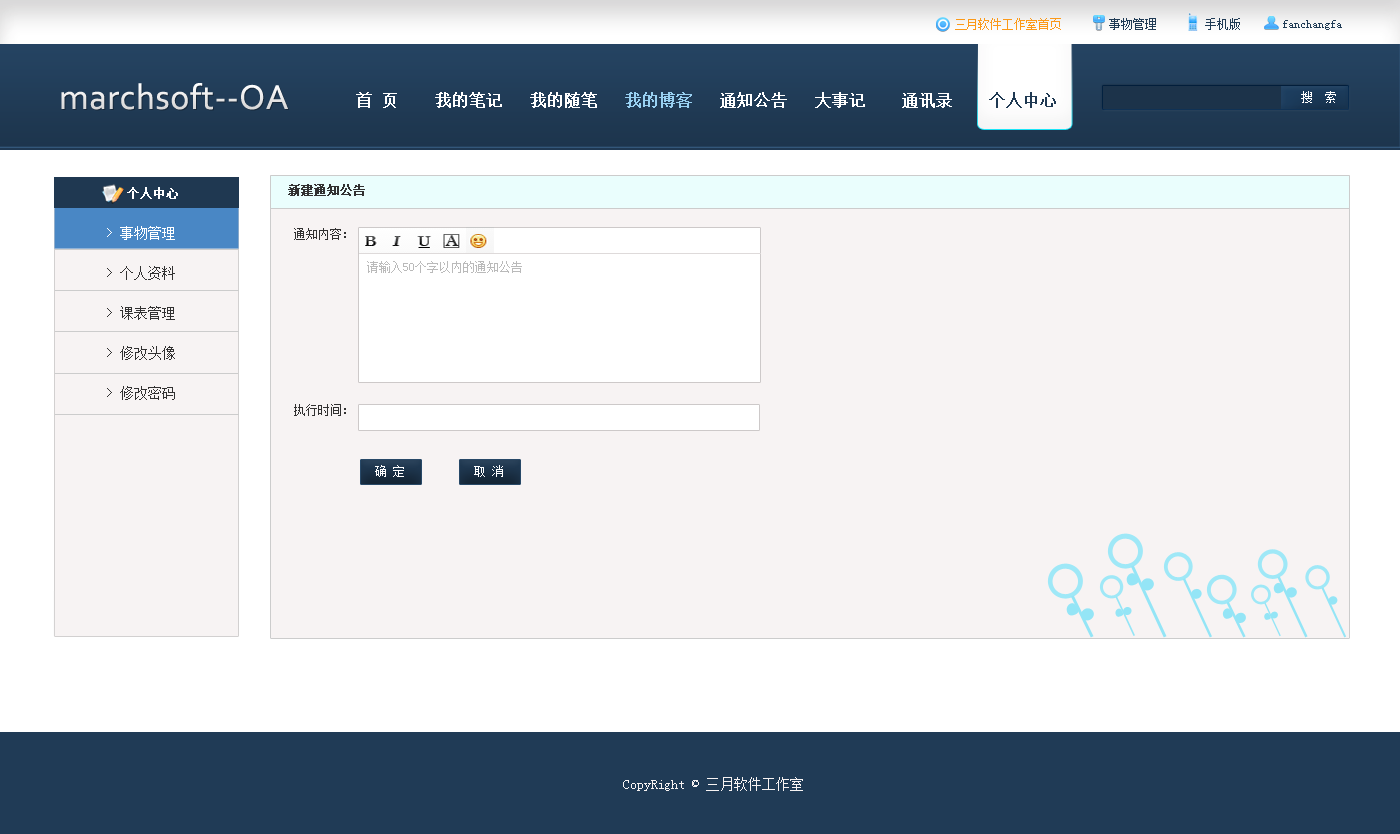 三月软件工作室首页 事物管理 手机版 fanchangfa
marchsoft--OA 首 页 我的笔记 我的随笔 我的博客 通知公告 大事记 通讯录 个人中心 搜 索
个人中心
> 事物管理
> 个人资料
> 课表管理
> 修改头像
> 修改密码
新建通知公告
通知内容：
B I U A
请输入50个字以内的通知公告
执行时间：
确 定 取 消
CopyRight © 三月软件工作室